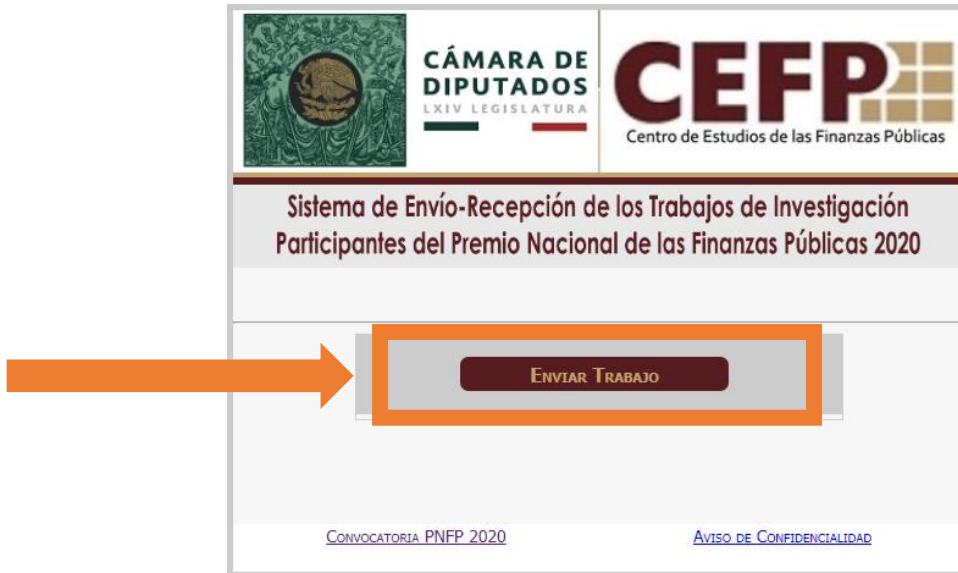 CÁMARA DE
DIPUTADOS
LXIV LEGISLATURA
CEFP
Centro de Estudios de las Finanzas Públicas
Sistema de Envío-Recepción de los Trabajos de Investigación
Participantes del Premio Nacional de las Finanzas Públicas 2020
ENVIAR TRABAJO
CONVOCATORIA PNFP 2020
AVISO DE CONFIDENCIALIDAD